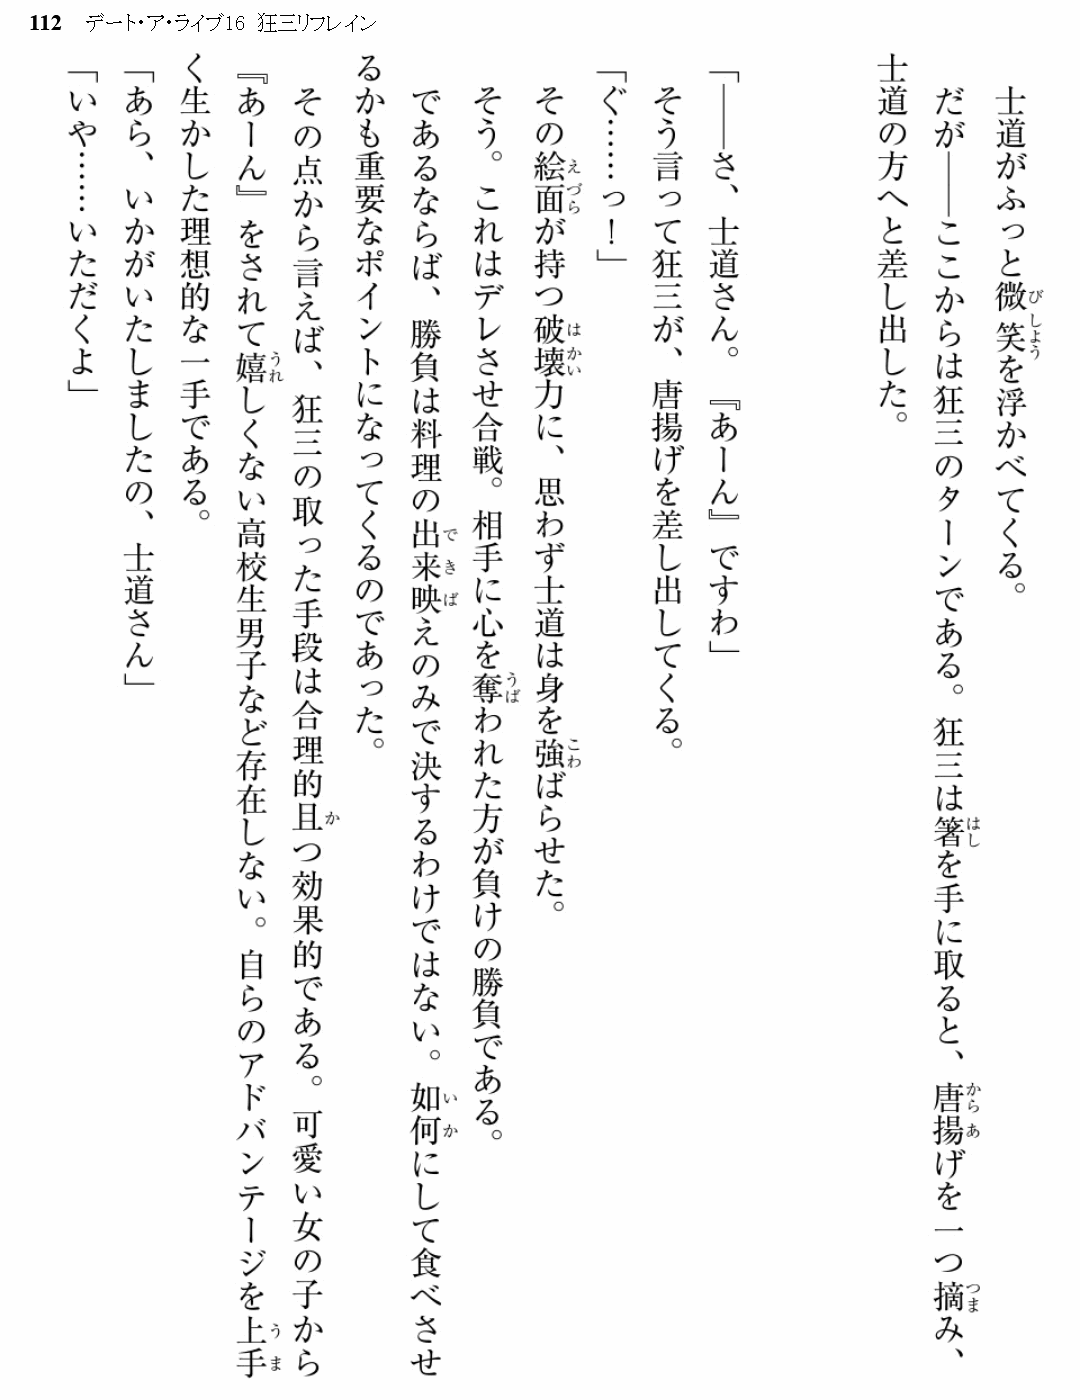 112 デート・ア・ライブ16 狂三リフレイン
士道がふっと微笑を浮かべてくる。
だが――ここからは狂三のターンである。狂三は箸を手に取ると、唐揚げを一つ摘み、
士道の方へと差し出した。
「――さ、士道さん。『あーん』ですわ」
そう言って狂三が、唐揚げを差し出してくる。
「ぐ……っ！」
その絵面が持つ破壊力に、思わず士道は身を強ばらせた。
そう。これはデレさせ合戦。相手に心を奪われた方が負けの勝負である。
であるならば、勝負は料理の出来映えのみで決するわけではない。如何にして食べさせ
るかも重要なポイントになってくるのであった。
その点から言えば、狂三の取った手段は合理的且つ効果的である。可愛い女の子から
『あーん』をされて嬉しくない高校生男子など存在しない。自らのアドバンテージを上手
く生かした理想的な一手である。
「あら、いかがいたしましたの、士道さん」
「いや……いただくよ」